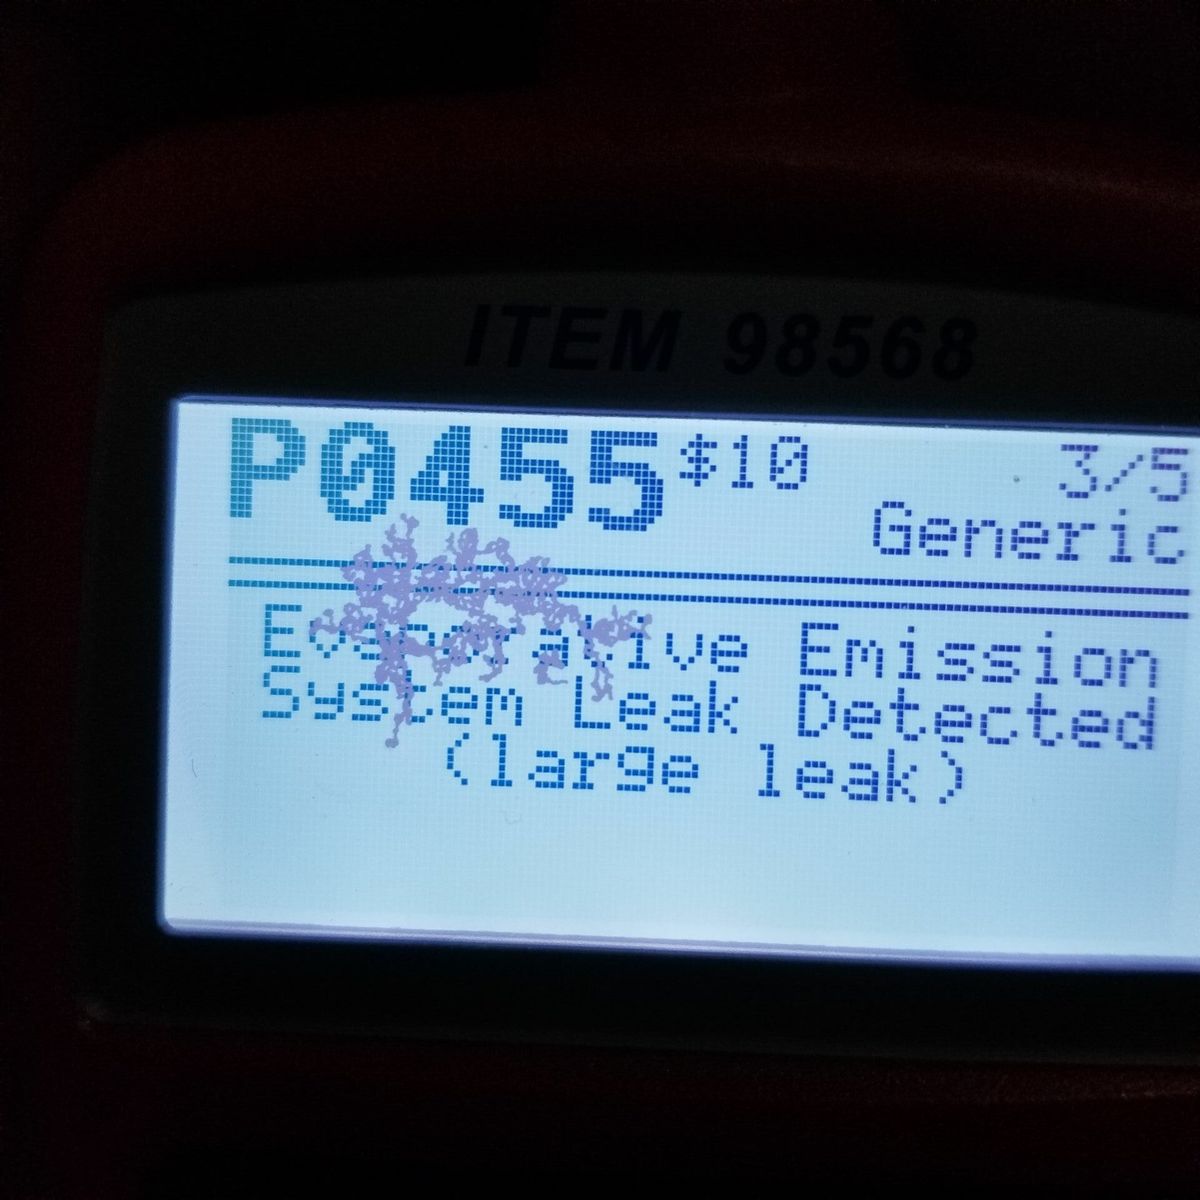 ITEM 98568
P0455 $10 3/5
Generic
Evaporative Emission
System Leak Detected
(large leak)